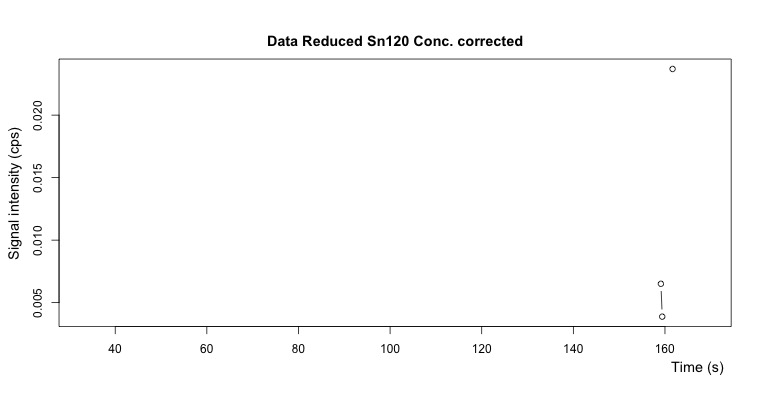 Data Reduced Sn120 Conc. corrected
Signal intensity (cps)
0.020
0.015
0.010
0.005
40 60 80 100 120 140 160
Time (s)